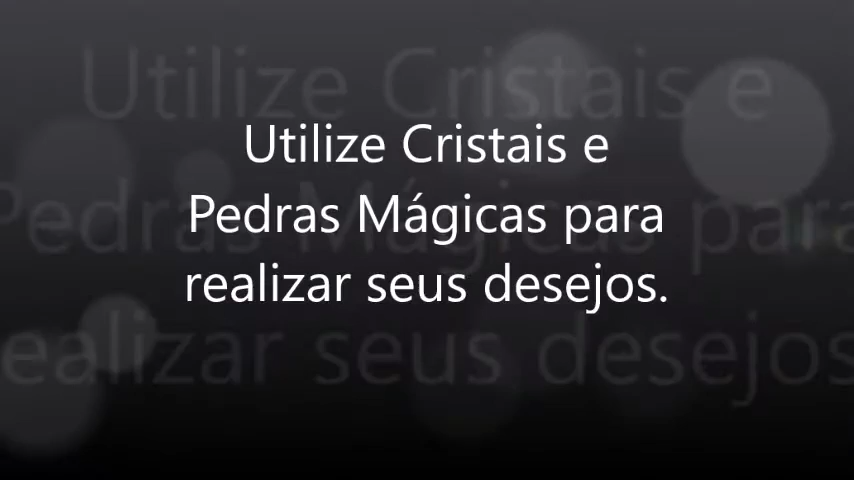 Utilize Cristais e
Pedras Mágicas para
realizar seus desejos.